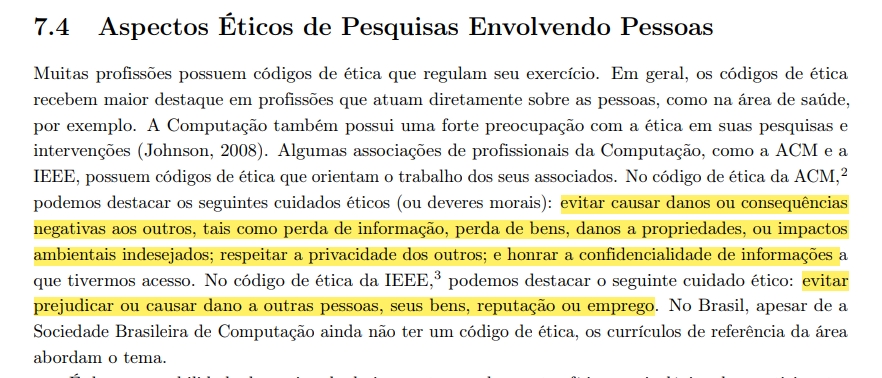 7.4 Aspectos Éticos de Pesquisas Envolvendo Pessoas
Muitas profissões possuem códigos de ética que regulam seu exercício. Em geral, os códigos de ética
recebem maior destaque em profissões que atuam diretamente sobre as pessoas, como na área de saúde,
por exemplo. A Computação também possui uma forte preocupação com a ética em suas pesquisas e
intervenções (Johnson, 2008). Algumas associações de profissionais da Computação, como a ACM e a
IEEE, possuem códigos de ética que orientam o trabalho dos seus associados. No código de ética da ACM,²
podemos destacar os seguintes cuidados éticos (ou deveres morais): evitar causar danos ou consequências
negativas aos outros, tais como perda de informação, perda de bens, danos a propriedades, ou impactos
ambientais indesejados; respeitar a privacidade dos outros; e honrar a confidencialidade de informações a
que tivermos acesso. No código de ética da IEEE,³ podemos destacar o seguinte cuidado ético: evitar
prejudicar ou causar dano a outras pessoas, seus bens, reputação ou emprego. No Brasil, apesar de a
Sociedade Brasileira de Computação ainda não ter um código de ética, os currículos de referência da área
abordam o tema.